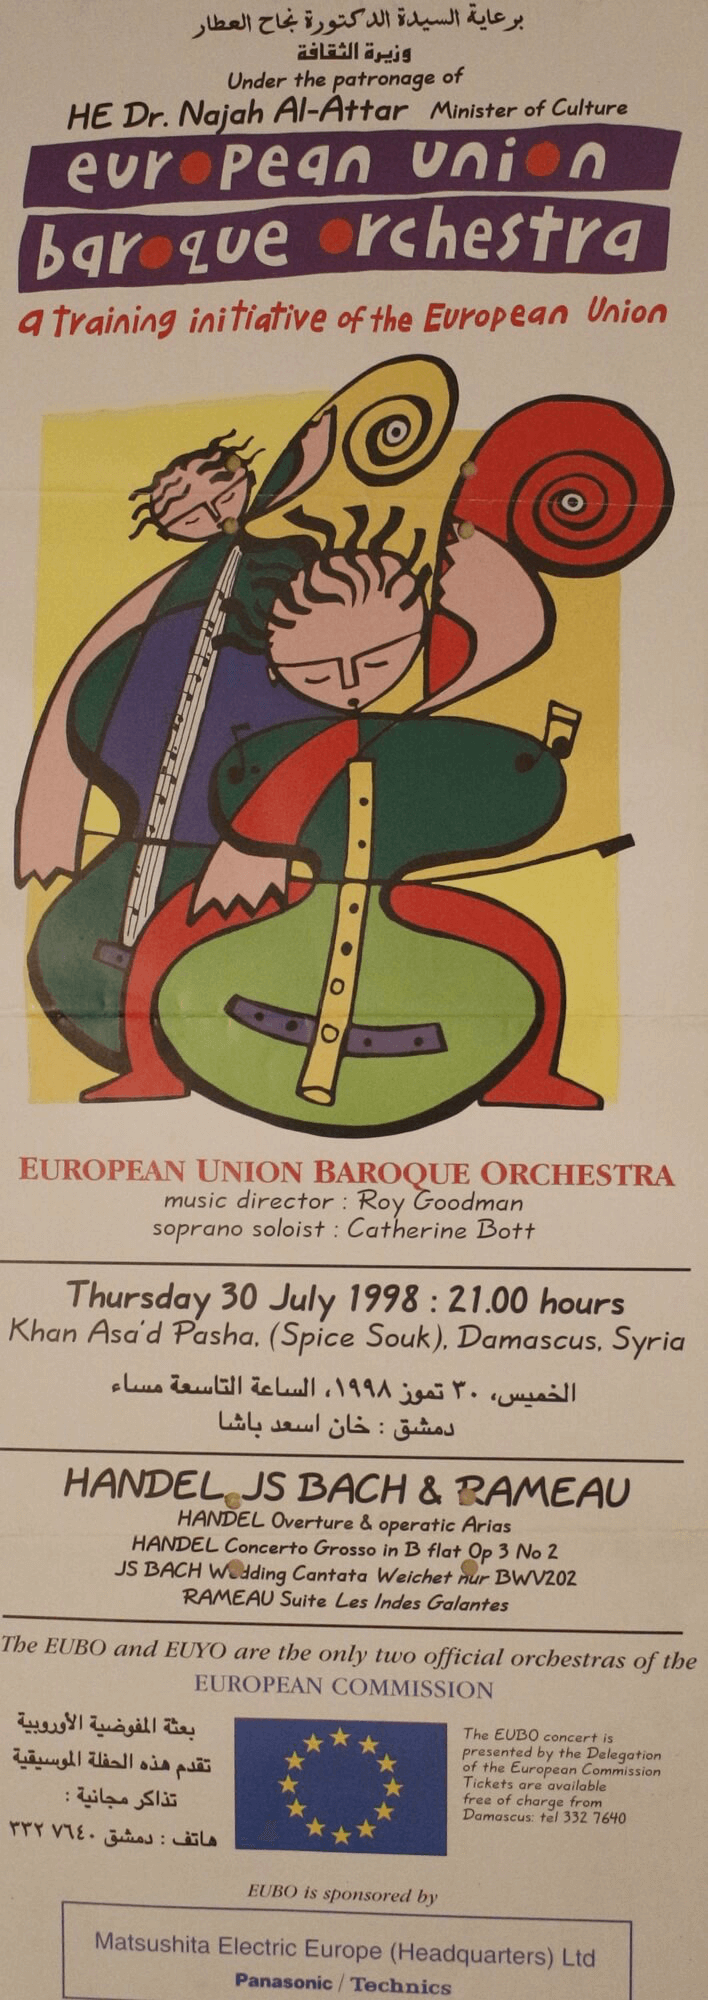 برعاية السيدة الدكتورة نجاح العطار
وزيرة الثقافة
Under the patronage of
HE Dr. Najah Al-Attar Minister of Culture
european union
baroque orchestra
a training initiative of the European Union
EUROPEAN UNION BAROQUE ORCHESTRA
music director : Roy Goodman
soprano soloist : Catherine Bott
Thursday 30 July 1998 : 21.00 hours
Khan Asa'd Pasha, (Spice Souk), Damascus, Syria
الخميس، ٣٠ تموز ١٩٩٨، الساعة التاسعة مساء
دمشق : خان اسعد باشا
HANDEL, JS BACH & RAMEAU
HANDEL Overture & operatic Arias
HANDEL Concerto Grosso in B flat Op 3 No 2
JS BACH Wedding Cantata Weichet nur BWV202
RAMEAU Suite Les Indes Galantes
The EUBO and EUYO are the only two official orchestras of the
EUROPEAN COMMISSION
بعثة المفوضية الأوروبية
تقدم هذه الحفلة الموسيقية
تذاكر مجانية :
هاتف : دمشق ٧٦٤٠ ٣٣٢
The EUBO concert is
presented by the Delegation
of the European Commission
Tickets are available
free of charge from
Damascus: tel 332 7640
EUBO is sponsored by
Matsushita Electric Europe (Headquarters) Ltd
Panasonic / Technics